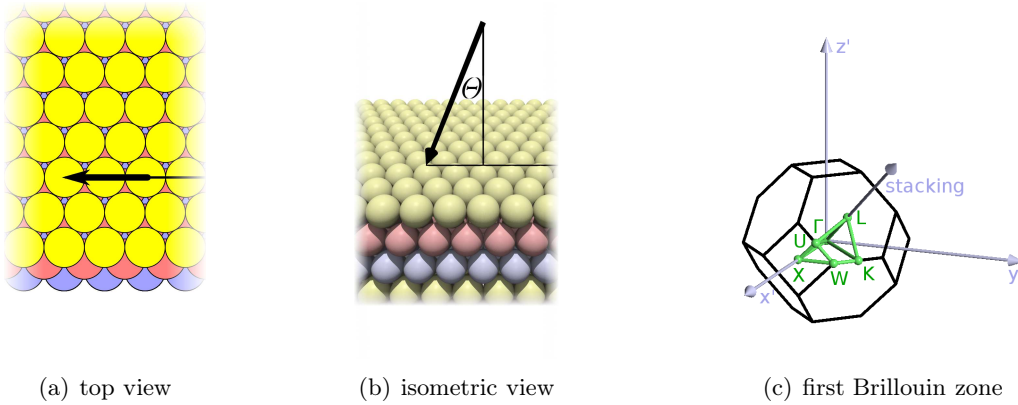 Θ
z'
stacking
Γ
L
U
X
W
K
x'
y
(a) top view
(b) isometric view
(c) first Brillouin zone